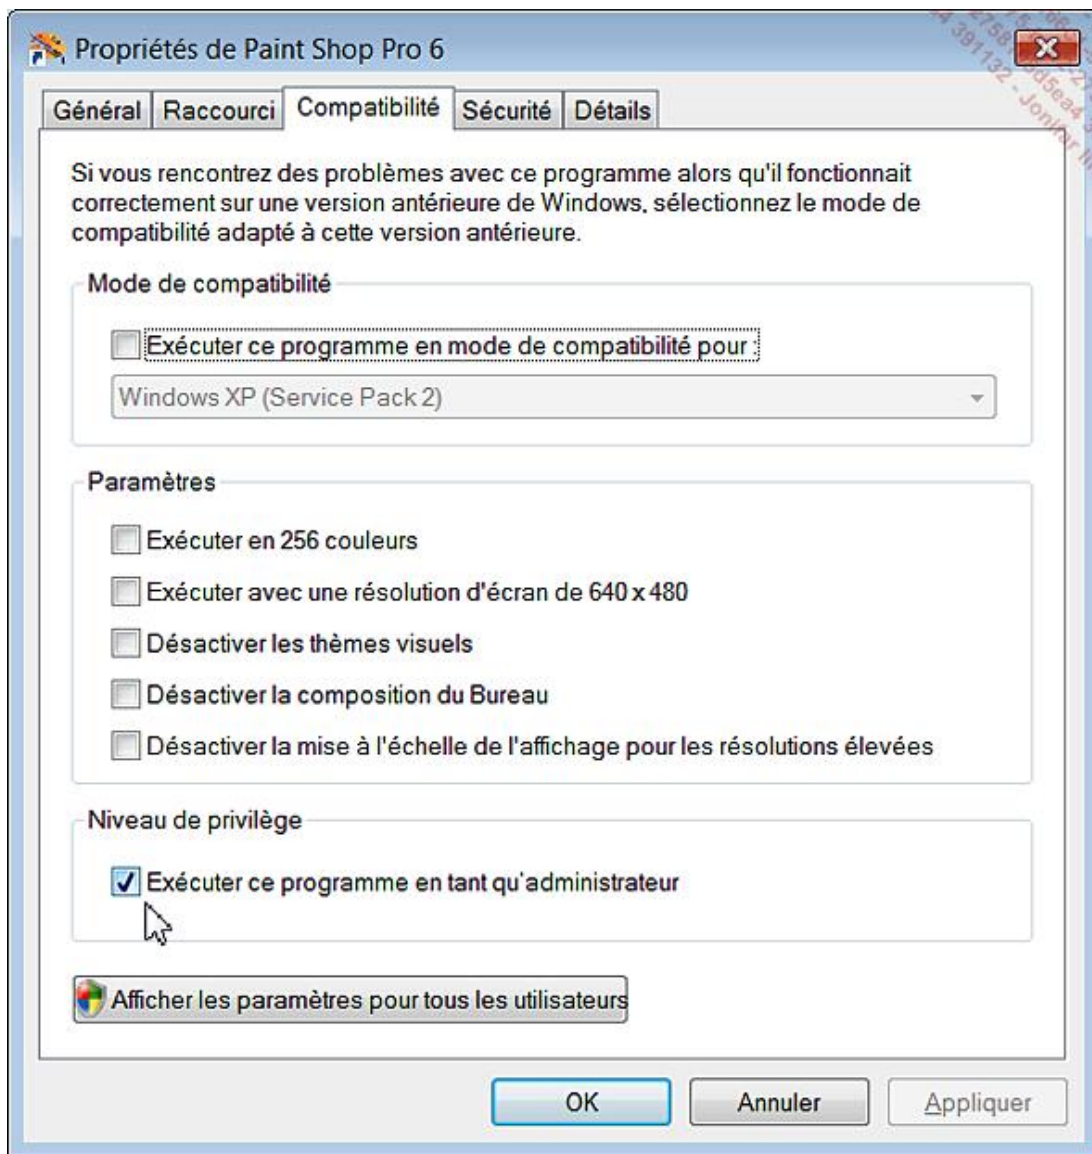 Propriétés de Paint Shop Pro 6
Général Raccourci Compatibilité Sécurité Détails
Si vous rencontrez des problèmes avec ce programme alors qu'il fonctionnait
correctement sur une version antérieure de Windows, sélectionnez le mode de
compatibilité adapté à cette version antérieure.
Mode de compatibilité
Exécuter ce programme en mode de compatibilité pour :
Windows XP (Service Pack 2)
Paramètres
Exécuter en 256 couleurs
Exécuter avec une résolution d'écran de 640 x 480
Désactiver les thèmes visuels
Désactiver la composition du Bureau
Désactiver la mise à l'échelle de l'affichage pour les résolutions élevées
Niveau de privilège
Exécuter ce programme en tant qu'administrateur
Afficher les paramètres pour tous les utilisateurs
OK Annuler Appliquer